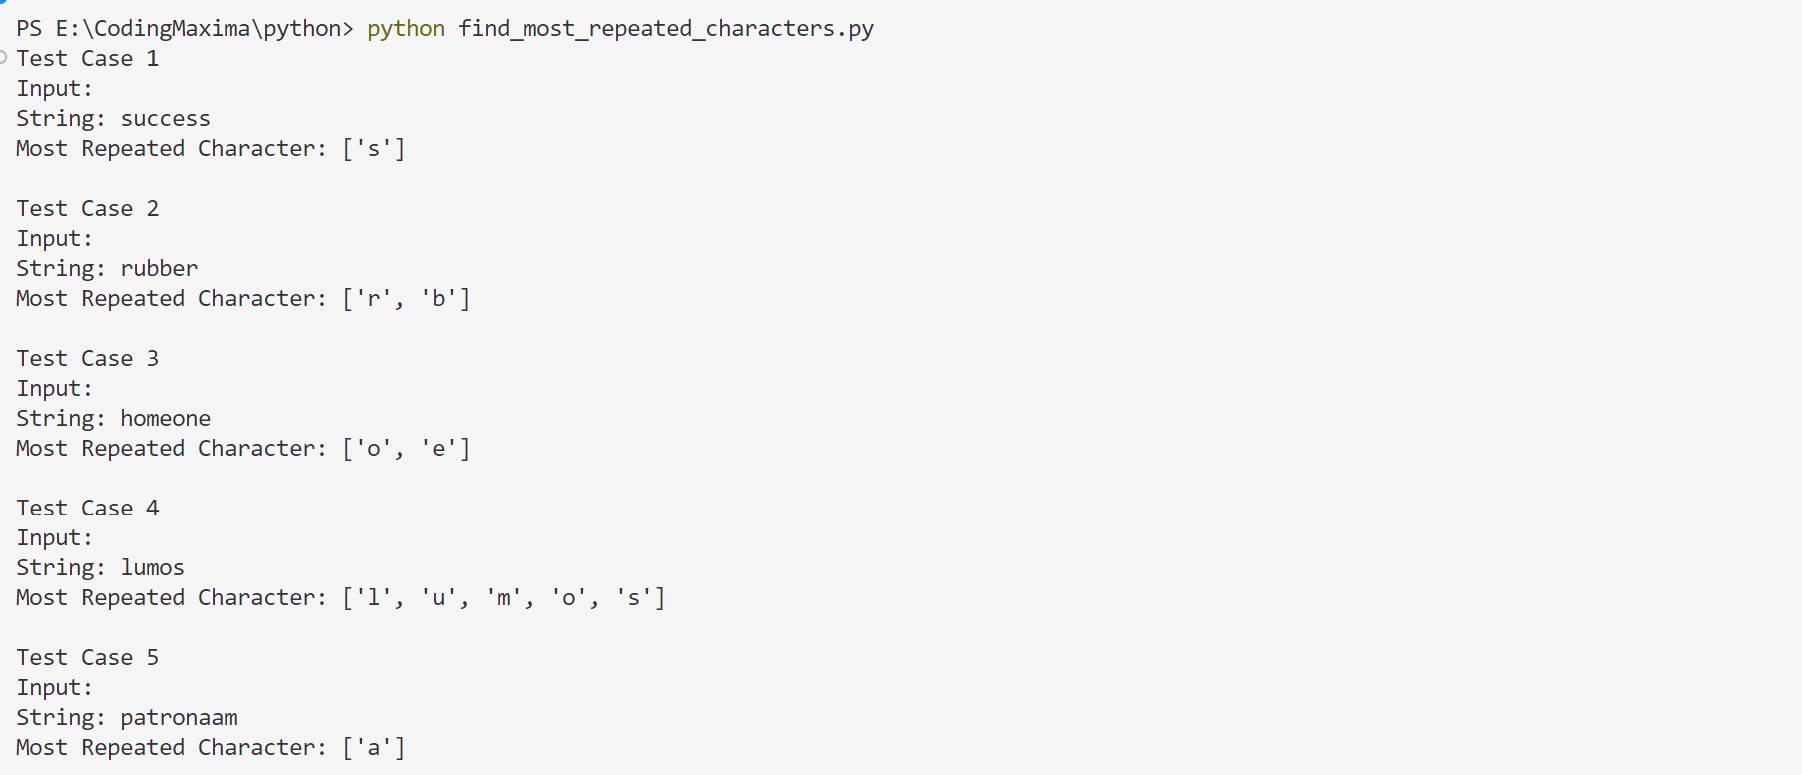 PS E:\CodingMaxima\python> python find_most_repeated_characters.py
Test Case 1
Input:
String: success
Most Repeated Character: ['s']

Test Case 2
Input:
String: rubber
Most Repeated Character: ['r', 'b']

Test Case 3
Input:
String: homeone
Most Repeated Character: ['o', 'e']

Test Case 4
Input:
String: lumos
Most Repeated Character: ['l', 'u', 'm', 'o', 's']

Test Case 5
Input:
String: patronaam
Most Repeated Character: ['a']